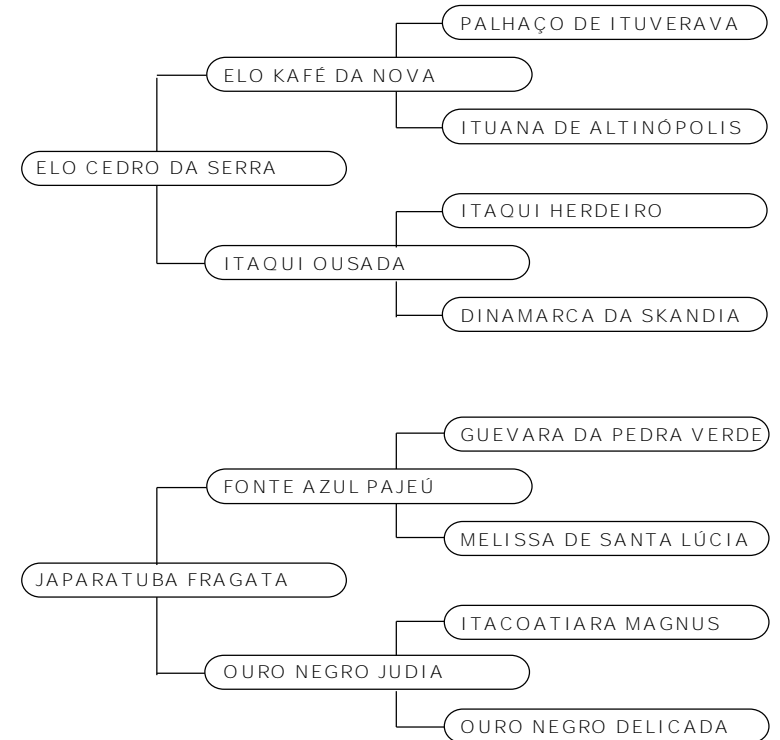 PALHAÇO DE ITUVERAVA
ELO KAFÉ DA NOVA
ITUANA DE ALTINÓPOLIS
ELO CEDRO DA SERRA
ITAQUI HERDEIRO
ITAQUI OUSADA
DINAMARCA DA SKANDIA
GUEVARA DA PEDRA VERDE
FONTE AZUL PAJEÚ
MELISSA DE SANTA LÚCIA
JAPARATUBA FRAGATA
ITACOATIARA MAGNUS
OURO NEGRO JUDIA
OURO NEGRO DELICADA